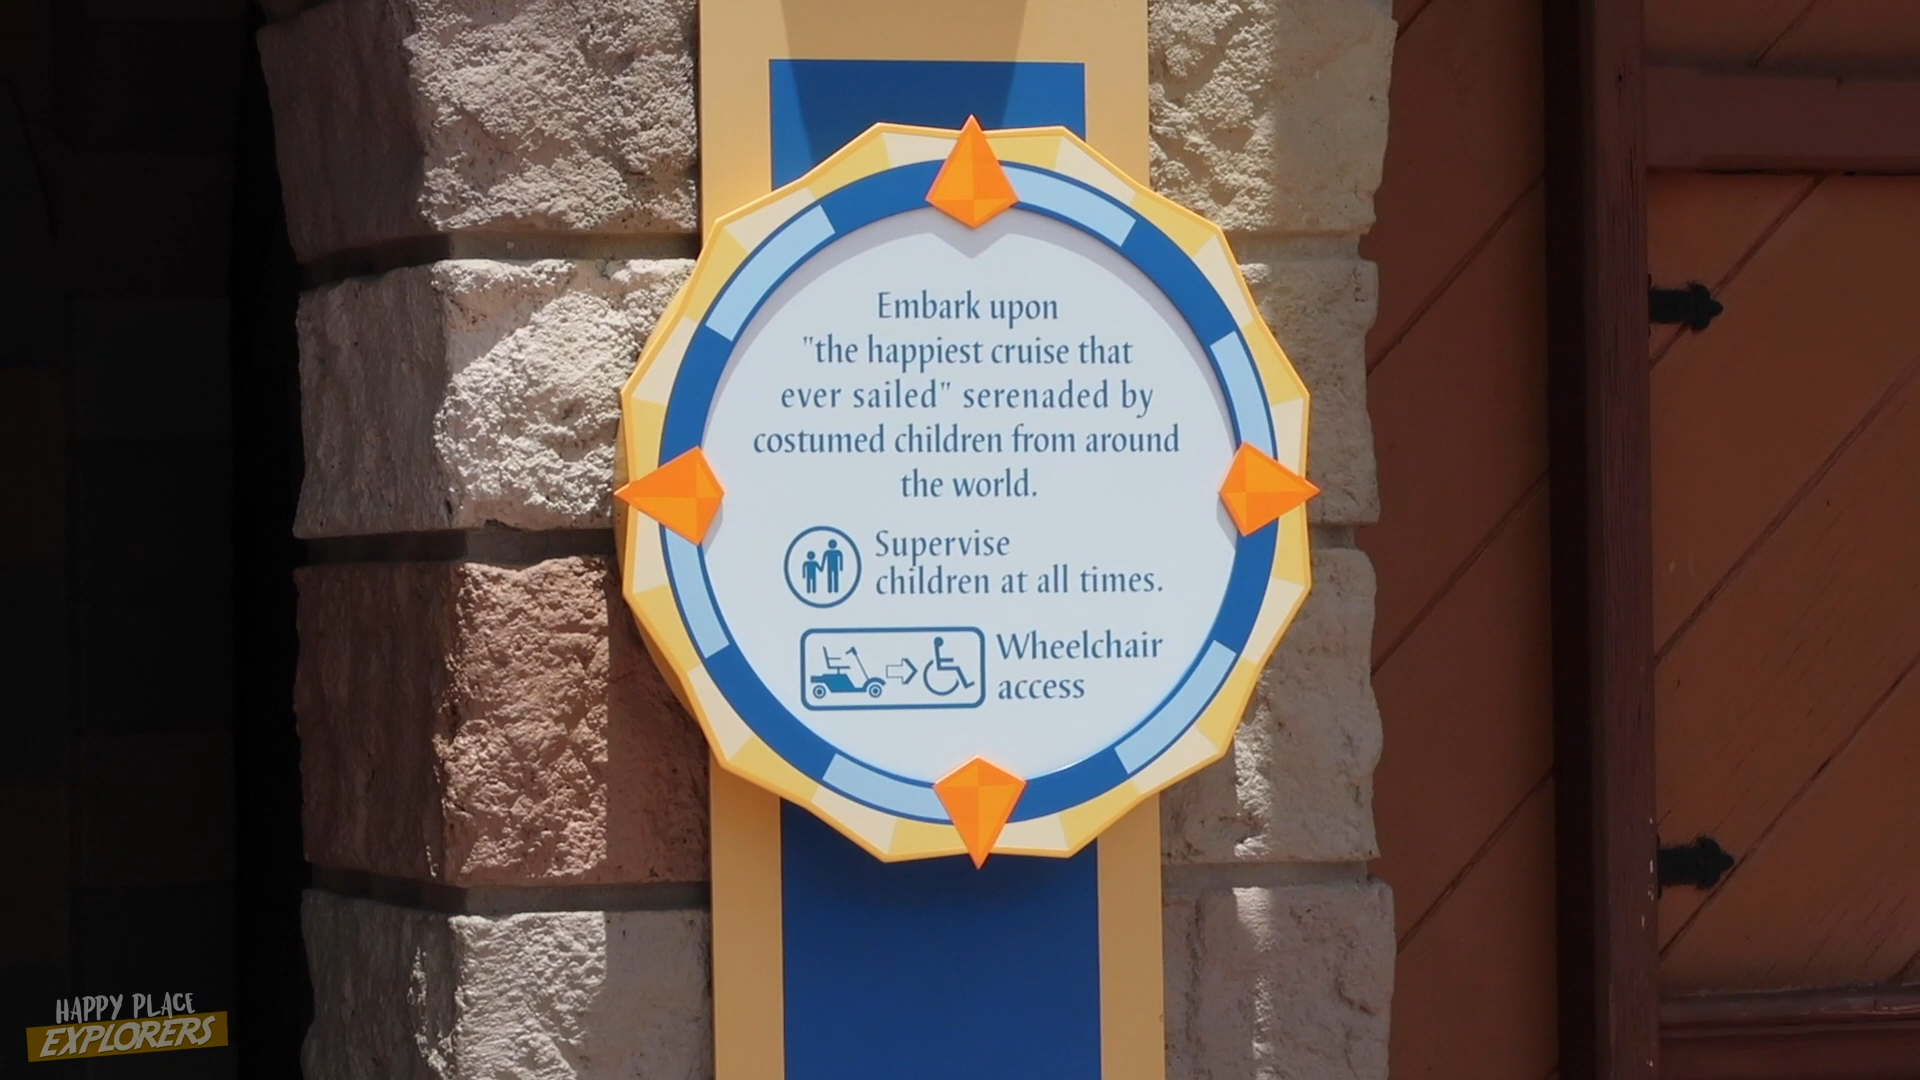 Embark upon
"the happiest cruise that
ever sailed" serenaded by
costumed children from around
the world.
Supervise
children at all times.
Wheelchair
access
HAPPY PLACE
EXPLORERS